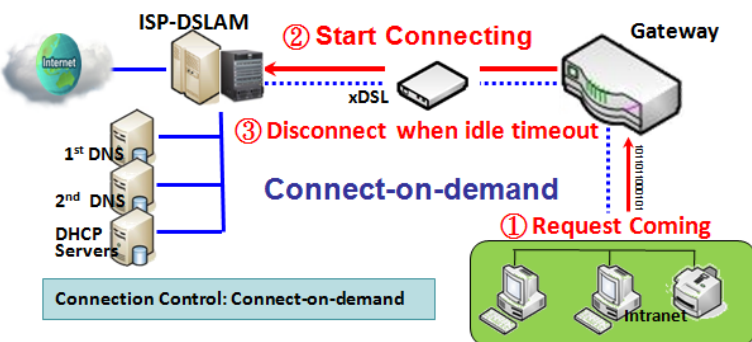 ISP-DSLAM
② Start Connecting
Gateway
Internet
xDSL
③ Disconnect when idle timeout
1st DNS
2nd DNS
DHCP
Servers
Connect-on-demand
101101000101
① Request Coming
Intranet
Connection Control: Connect-on-demand